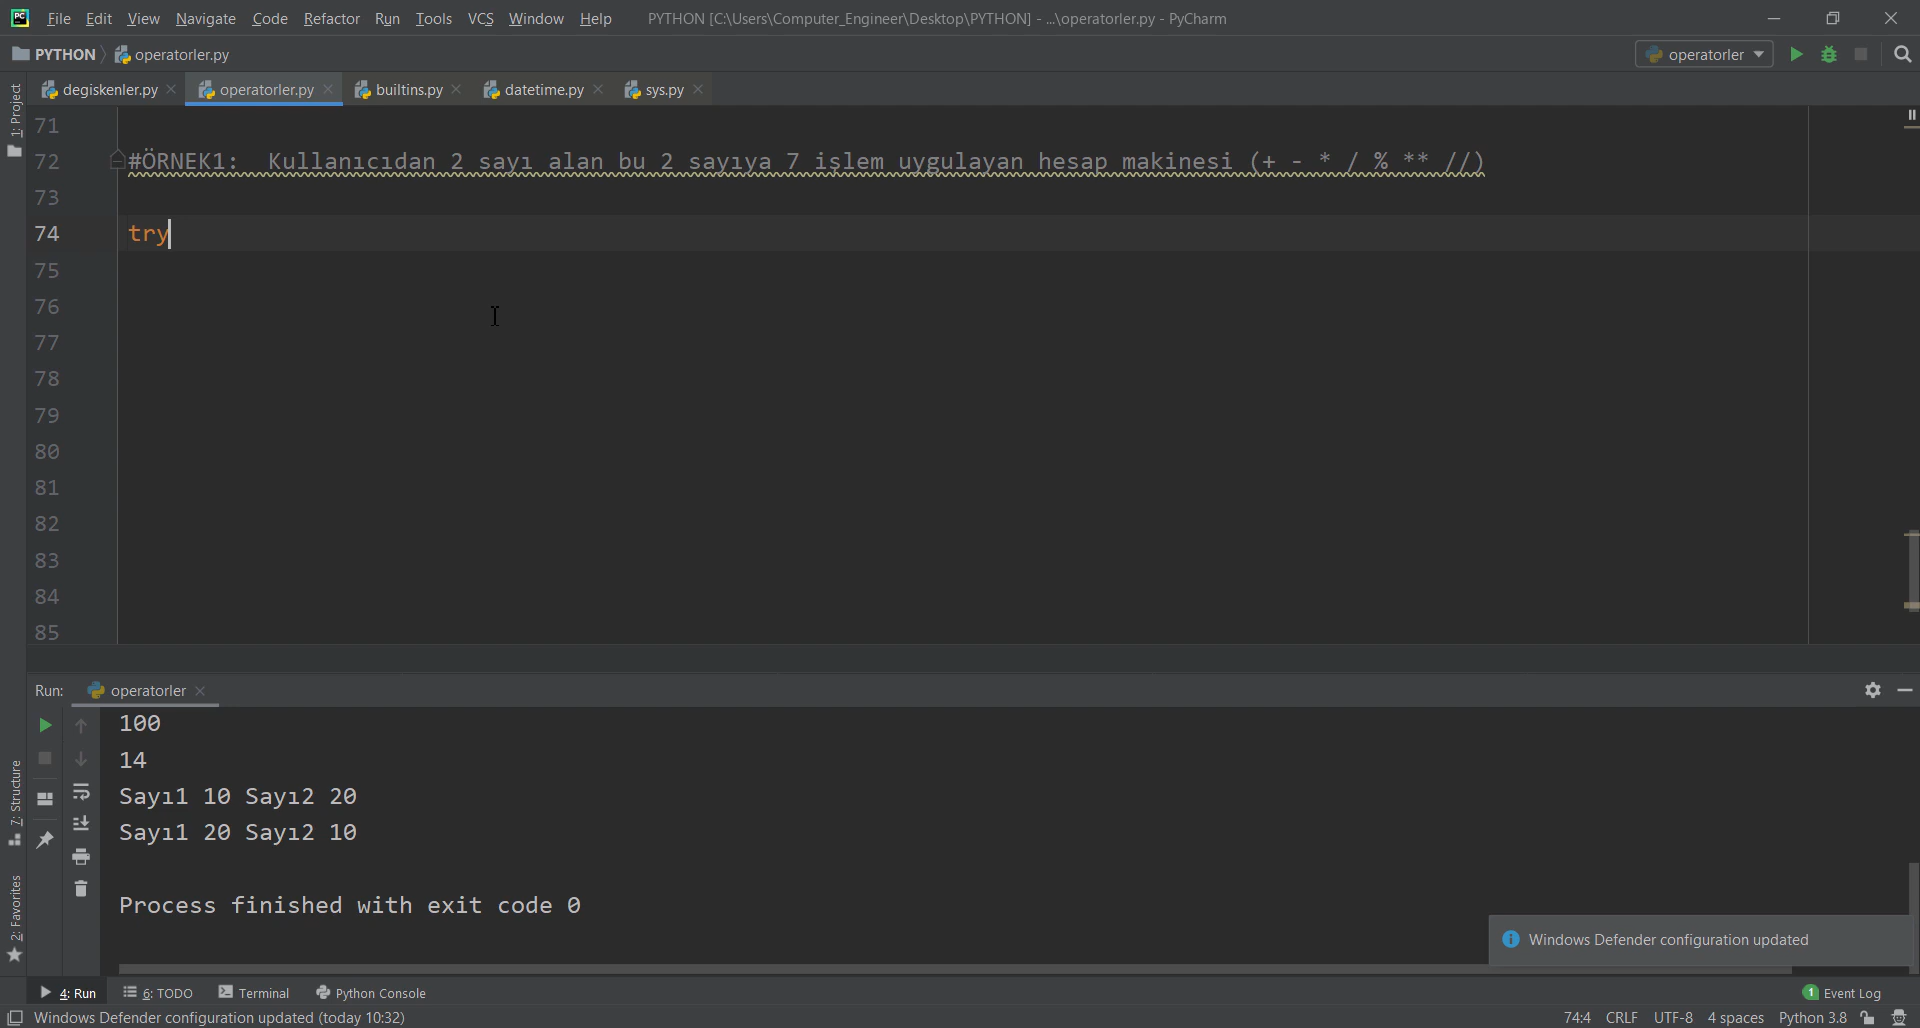 PC File Edit View Navigate Code Refactor Run Tools VCS Window Help PYTHON [C:\Users\Computer_Engineer\Desktop\PYTHON] - ...\operatorler.py - PyCharm
PYTHON operatorler.py operatorler
degiskenler.py operatorler.py builtins.py datetime.py sys.py
1: Project
71
72 #ÖRNEK1: Kullanıcıdan 2 sayı alan bu 2 sayıya 7 işlem uygulayan hesap makinesi (+ - * / % ** //)
73
74 try
75
76
77
78
79
80
81
82
83
84
85
Run: operatorler
100
14
Sayı1 10 Sayı2 20
Sayı1 20 Sayı2 10
Process finished with exit code 0
7: Structure
2: Favorites
Windows Defender configuration updated
4: Run 6: TODO Terminal Python Console 1 Event Log
Windows Defender configuration updated (today 10:32) 74:4 CRLF UTF-8 4 spaces Python 3.8